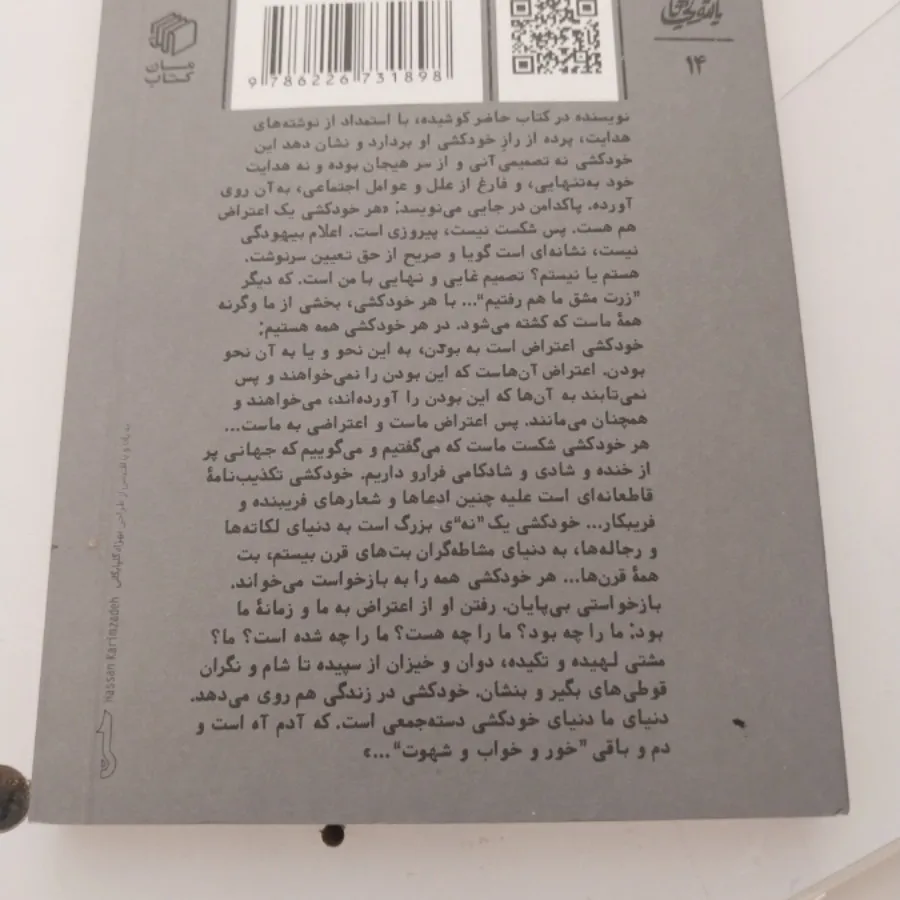 مان
کتاب
9 786226 731898
۱۴
نویسنده در کتاب حاضر کوشیده، با استمداد از نوشته‌های
هدایت، پرده از رازِ خودکشی او بردارد و نشان دهد این
خودکشی نه تصمیمی آنی و از سر هیجان بوده و نه هدایت
خود به‌تنهایی، و فارغ از علل و عوامل اجتماعی، به‌آن روی
آورده. پاکدامن در جایی می‌نویسد: «هر خودکشی یک اعتراض
هم هست. پس شکست نیست، پیروزی است. اعلام بیهودگی
نیست، نشانه‌ای است گویا و صریح از حق تعیین سرنوشت.
هستم یا نیستم؟ تصمیم غایی و نهایی با من است. که دیگر
"زرت مشق ما هم رفتیم"... با هر خودکشی، بخشی از ما وگرنه
همهٔ ماست که کشته می‌شود. در هر خودکشی همه هستیم:
خودکشی اعتراض است به بودن، به این نحو و یا به آن نحو
بودن. اعتراض آن‌هاست که این بودن را نمی‌خواهند و پس
نمی‌تابند به آن‌ها که این بودن را آورده‌اند، می‌خواهند و
همچنان می‌مانند. پس اعتراض ماست و اعتراضی به ماست...
هر خودکشی شکست ماست که می‌گفتیم و می‌گوییم که جهانی پر
از خنده و شادی و شادکامی فرارو داریم. خودکشی تکذیب‌نامهٔ
قاطعانه‌ای است علیه چنین ادعاها و شعارهای فریبنده و
فریبکار... خودکشی یک "نه"ی بزرگ است به دنیای لکاته‌ها
و رجاله‌ها، به دنیای مشاطه‌گران بت‌های قرن بیستم، بت
همهٔ قرن‌ها... هر خودکشی همه را به بازخواست می‌خواند.
بازخواستی بی‌پایان. رفتن او از اعتراض به ما و زمانهٔ ما
بود: ما را چه بود؟ ما را چه هست؟ ما را چه شده است؟ ما؟
مشتی لهیده و تکیده، دوان و خیزان از سپیده تا شام و نگران
قوطی‌های بگیر و بنشان. خودکشی در زندگی هم روی می‌دهد.
دنیای ما دنیای خودکشی دسته‌جمعی است. که آدم آه است و
دم و باقی "خور و خواب و شهوت"...»
Hassan Karimzadeh